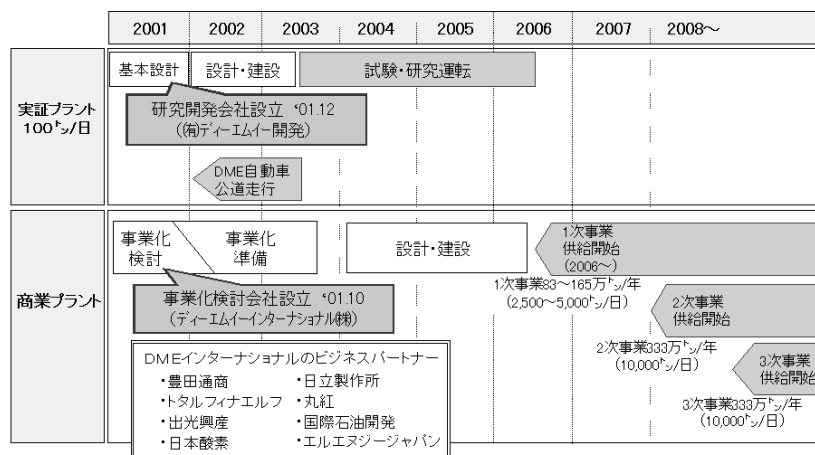 2001 2002 2003 2004 2005 2006 2007 2008～
実証プラント
100㌧/日
基本設計 設計・建設 試験・研究運転
研究開発会社設立 '01.12
(㈲ディーエムイー開発)
DME自動車
公道走行
商業プラント
事業化
検討
事業化
準備
設計・建設
1次事業
供給開始
(2006～)
1次事業83～165万㌧/年
(2,500～5,000㌧/日)
事業化検討会社設立 '01.10
(ディーエムイーインターナショナル㈱)
2次事業
供給開始
2次事業333万㌧/年
(10,000㌧/日)
3次事業
供給開始
3次事業333万㌧/年
(10,000㌧/日)
DMEインターナショナルのビジネスパートナー
・豊田通商 ・日立製作所
・トタルフィナエルフ ・丸紅
・出光興産 ・国際石油開発
・日本酸素 ・エルエヌジージャパン